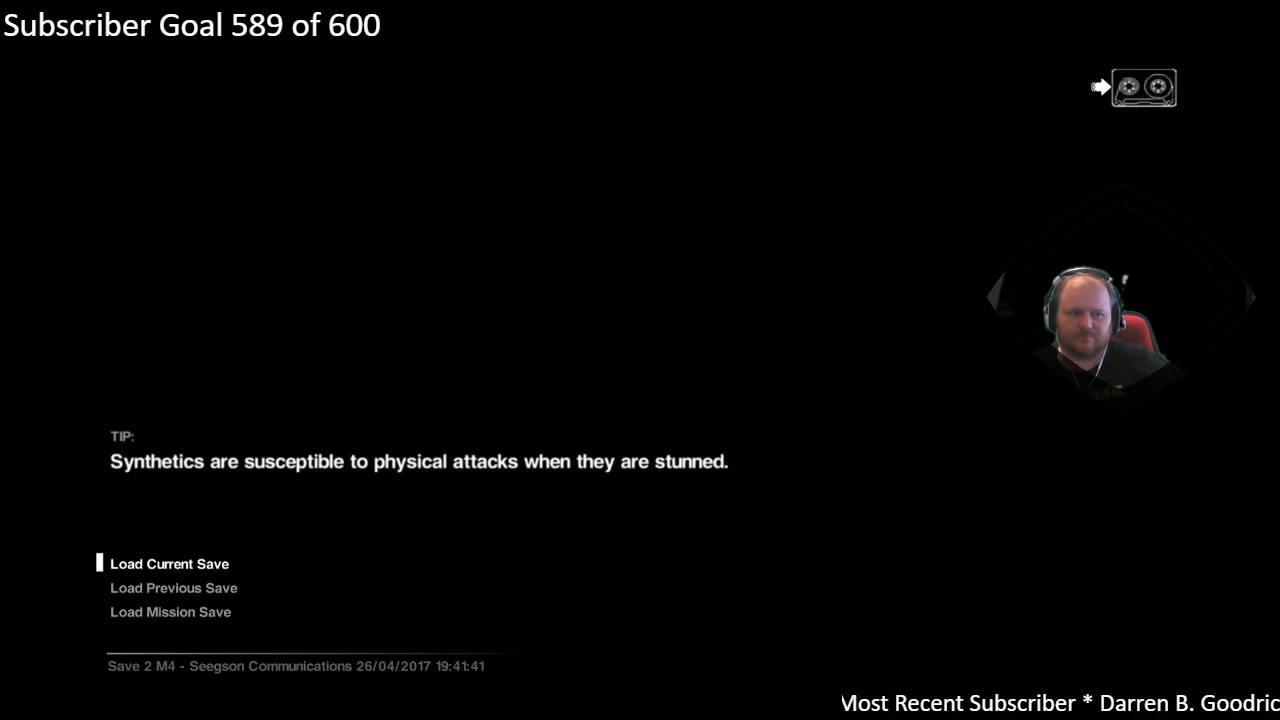 Subscriber Goal 589 of 600
TIP:
Synthetics are susceptible to physical attacks when they are stunned.
Load Current Save
Load Previous Save
Load Mission Save
Save 2 M4 - Seegson Communications 26/04/2017 19:41:41
Most Recent Subscriber * Darren B. Goodric